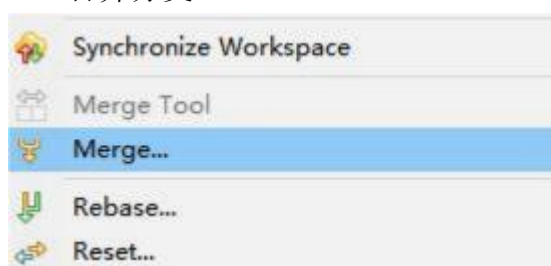 Synchronize Workspace
Merge Tool
Merge...
Rebase...
Reset...